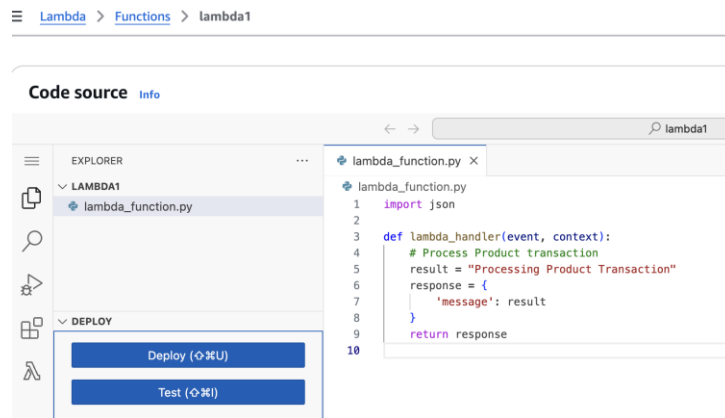 Lambda > Functions > lambda1
Code source Info
lambda1
EXPLORER ...
LAMBDA1
lambda_function.py
DEPLOY
Deploy (⇧⌘U)
Test (⇧⌘I)
lambda_function.py ×
lambda_function.py
1 import json
2
3 def lambda_handler(event, context):
4     # Process Product transaction
5     result = "Processing Product Transaction"
6     response = {
7         'message': result
8     }
9     return response
10